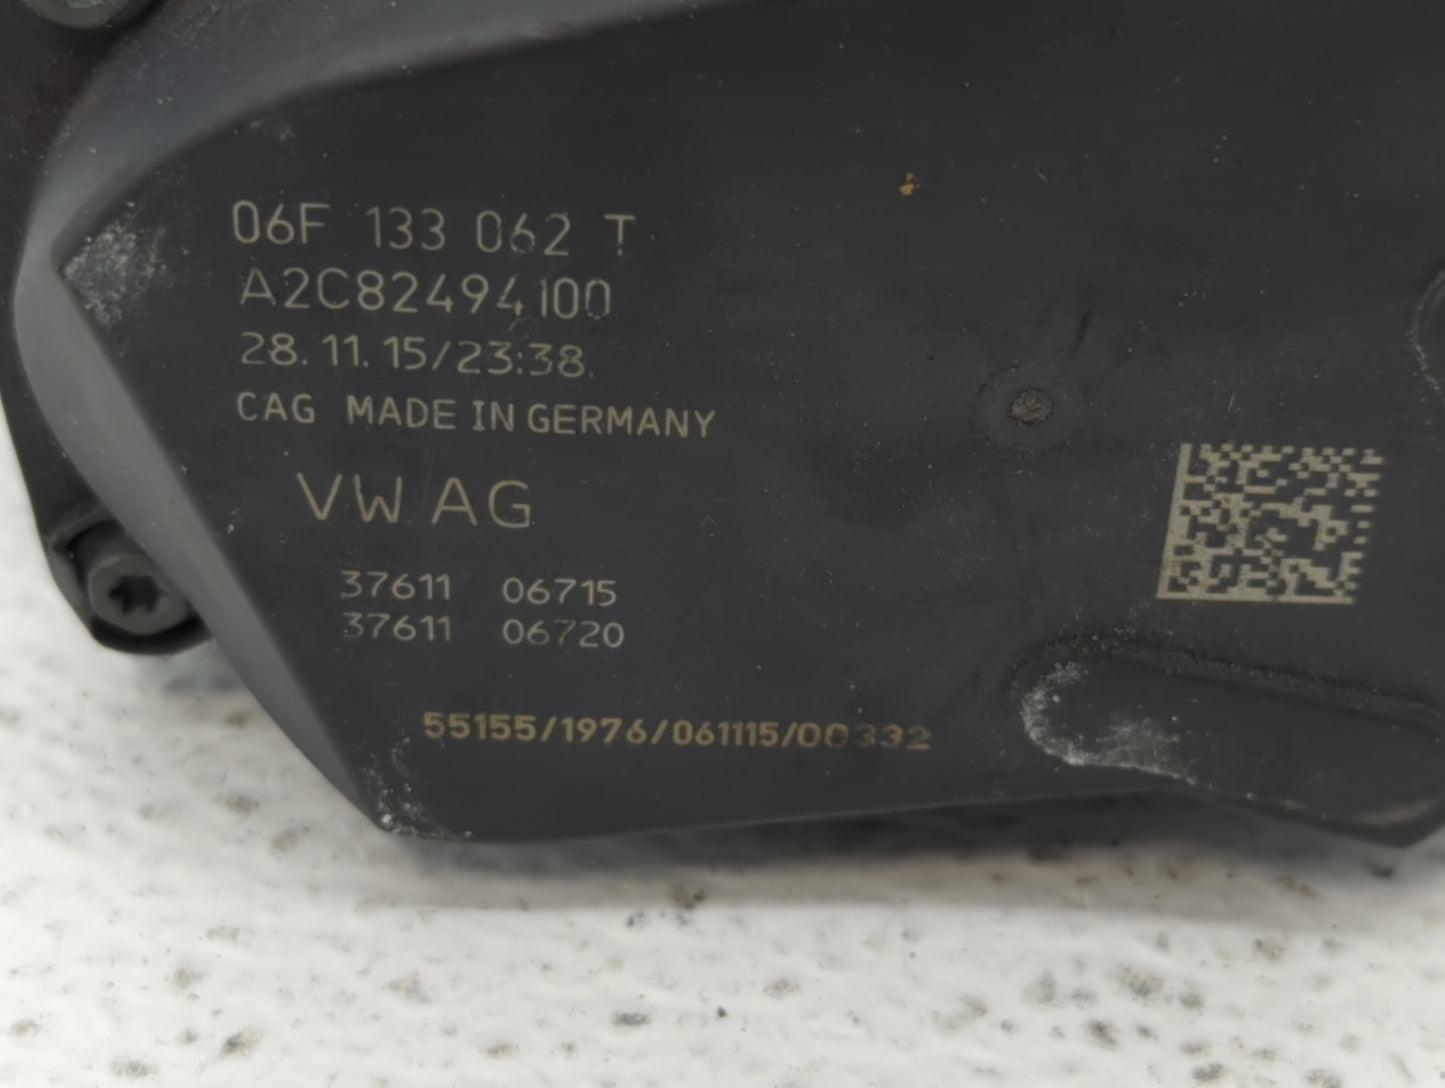 06F 133 062 T
A2C82494100
28.11.15/23:38
CAG MADE IN GERMANY
VW AG
37611 06715
37611 06720
55155/1976/061115/00332